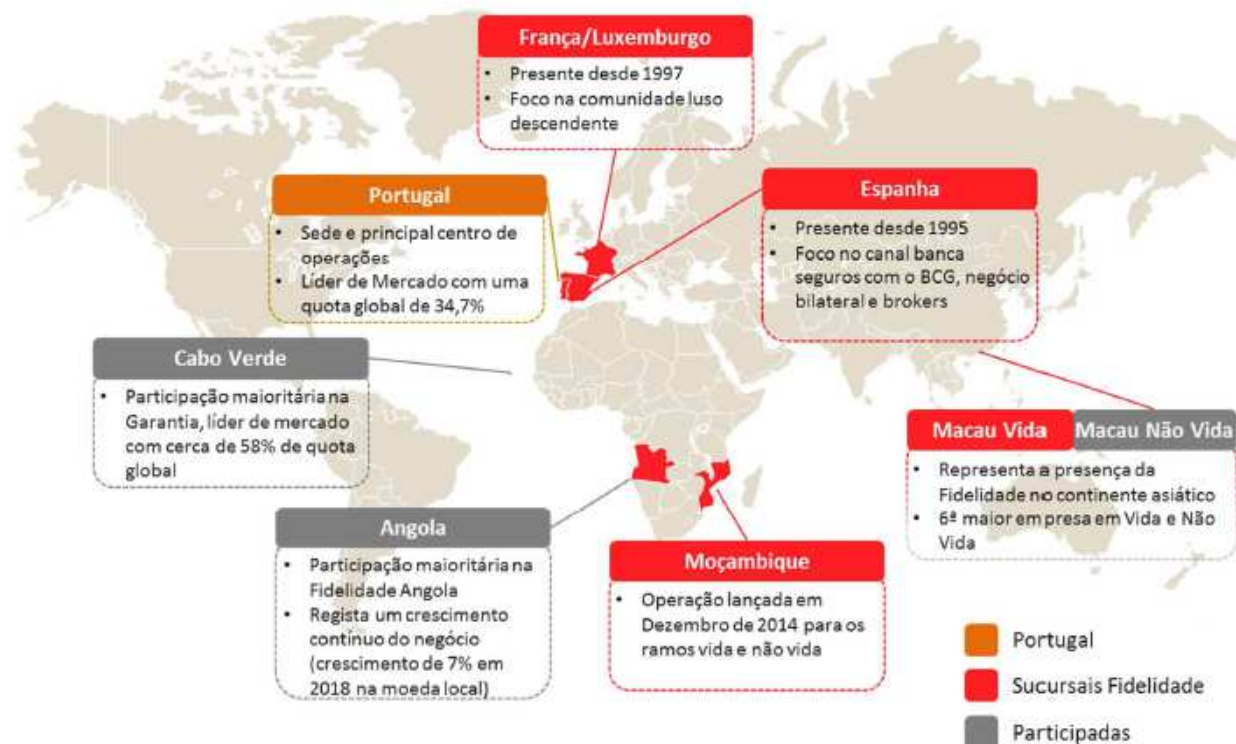 França/Luxemburgo
• Presente desde 1997
• Foco na comunidade luso
descendente
Portugal
• Sede e principal centro de
operações
• Líder de Mercado com uma
quota global de 34,7%
Espanha
• Presente desde 1995
• Foco no canal banca
seguros com o BCG, negócio
bilateral e brokers
Cabo Verde
• Participação maioritária na
Garantia, líder de mercado
com cerca de 58% de quota
global
Macau Vida
Macau Não Vida
• Representa a presença da
Fidelidade no continente asiático
• 6ª maior em presa em Vida e Não
Vida
Angola
• Participação maioritária na
Fidelidade Angola
• Regista um crescimento
contínuo do negócio
(crescimento de 7% em
2018 na moeda local)
Moçambique
• Operação lançada em
Dezembro de 2014 para os
ramos vida e não vida
Portugal
Sucursais Fidelidade
Participadas